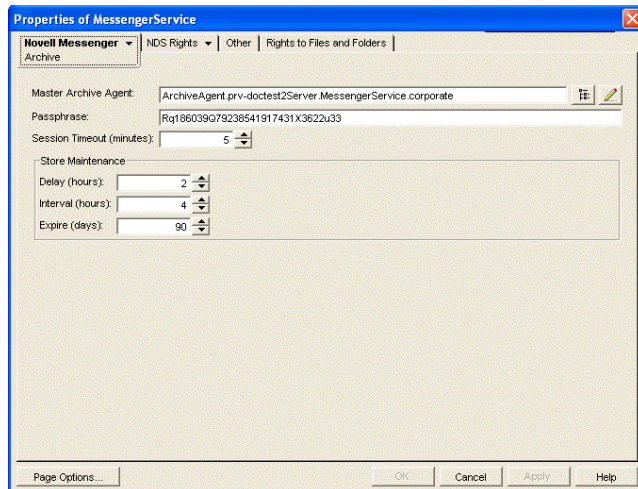 Properties of MessengerService
Novell Messenger NDS Rights Other Rights to Files and Folders
Archive
Master Archive Agent: ArchiveAgent.prv-doctest2Server.MessengerService.corporate
Passphrase: Rq186039Q79238541917431X3622u33
Session Timeout (minutes): 5
Store Maintenance
Delay (hours): 2
Interval (hours): 4
Expire (days): 90
Page Options... OK Cancel Apply Help